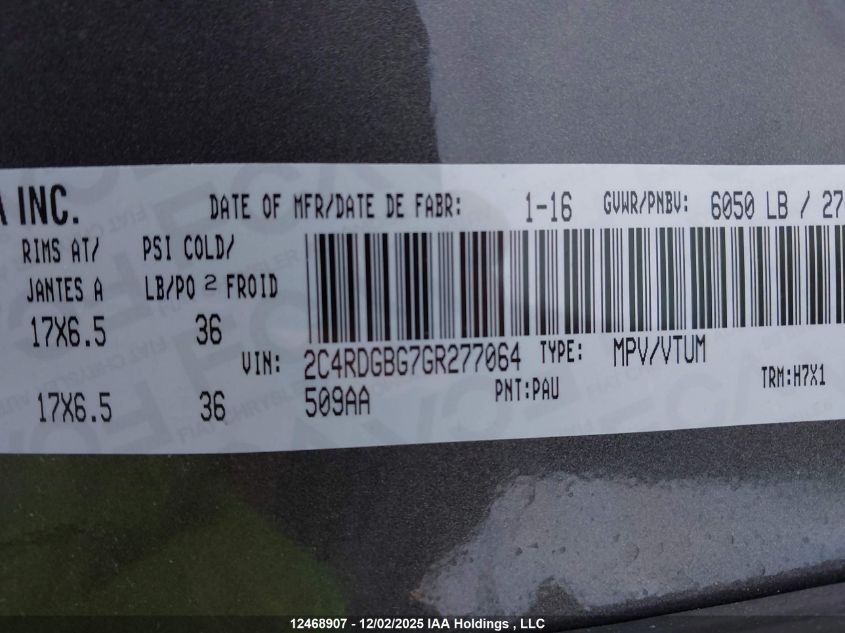 A INC.
DATE OF MFR/DATE DE FABR: 1-16 GVWR/PNBV: 6050 LB / 27
RIMS AT/ PSI COLD/
JANTES A LB/PO 2 FROID
17X6.5 36
VIN: 2C4RDGBG7GR277064 TYPE: MPV/VTUM
17X6.5 36 509AA PNT:PAU TRM:H7X1
12468907 - 12/02/2025 IAA Holdings , LLC